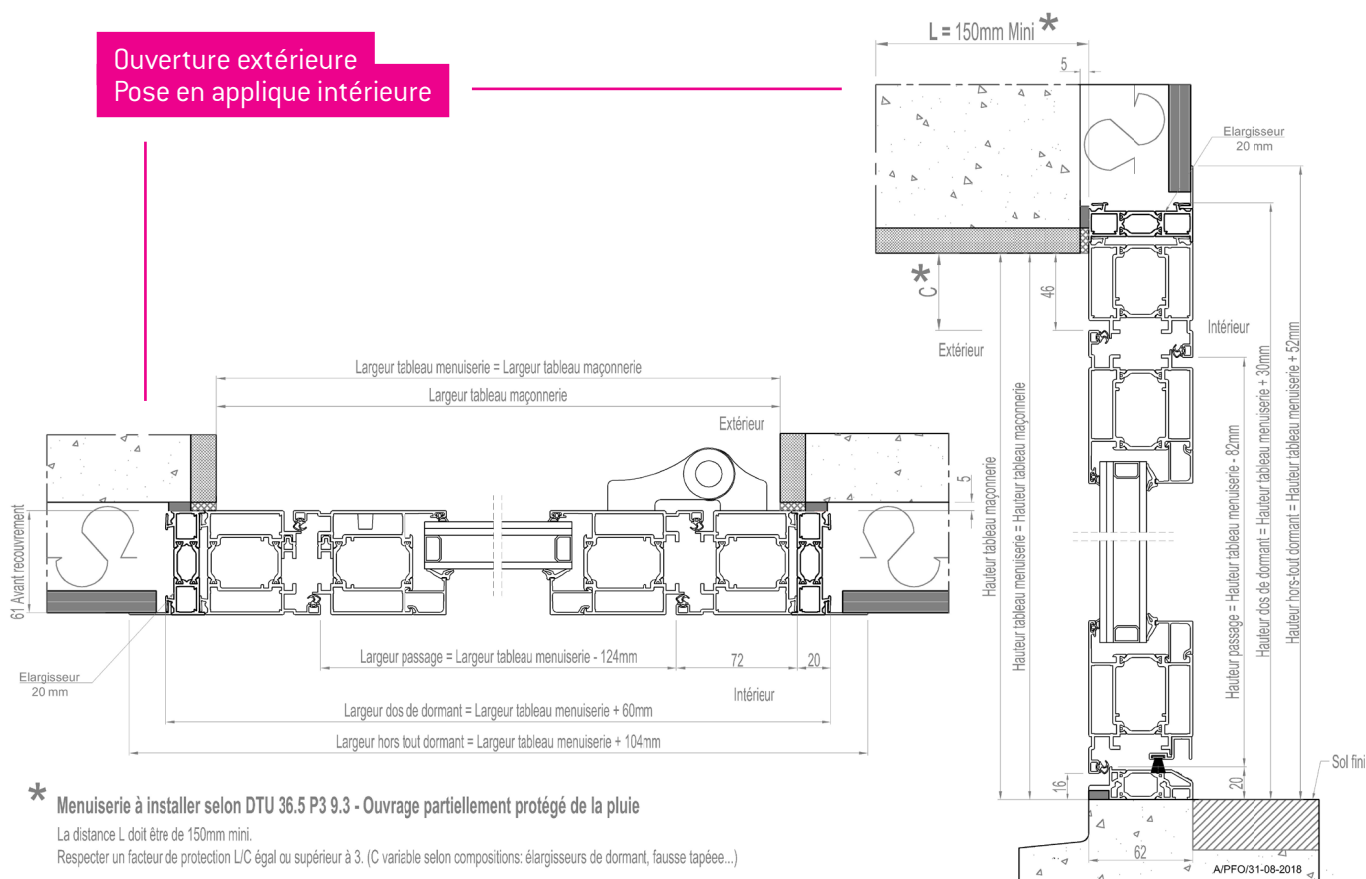 Ouverture extérieure
Pose en applique intérieure
L = 150mm Mini *
5
Elargisseur
20 mm
C *
46
Extérieur
Intérieur
Hauteur tableau maçonnerie
Hauteur tableau menuiserie = Hauteur tableau maçonnerie
Hauteur passage = Hauteur tableau menuiserie - 82mm
Hauteur dos de dormant = Hauteur tableau menuiserie + 30mm
Hauteur hors-tout dormant = Hauteur tableau menuiserie + 52mm
Largeur tableau menuiserie = Largeur tableau maçonnerie
Largeur tableau maçonnerie
Extérieur
5
61 Avant recouvrement
Largeur passage = Largeur tableau menuiserie - 124mm
72
20
Elargisseur
20 mm
Intérieur
Largeur dos de dormant = Largeur tableau menuiserie + 60mm
Largeur hors tout dormant = Largeur tableau menuiserie + 104mm
Sol fini
16
20
62
* Menuiserie à installer selon DTU 36.5 P3 9.3 - Ouvrage partiellement protégé de la pluie
La distance L doit être de 150mm mini.
Respecter un facteur de protection L/C égal ou supérieur à 3. (C variable selon compositions: élargisseurs de dormant, fausse tapée...)
A/PFO/31-08-2018